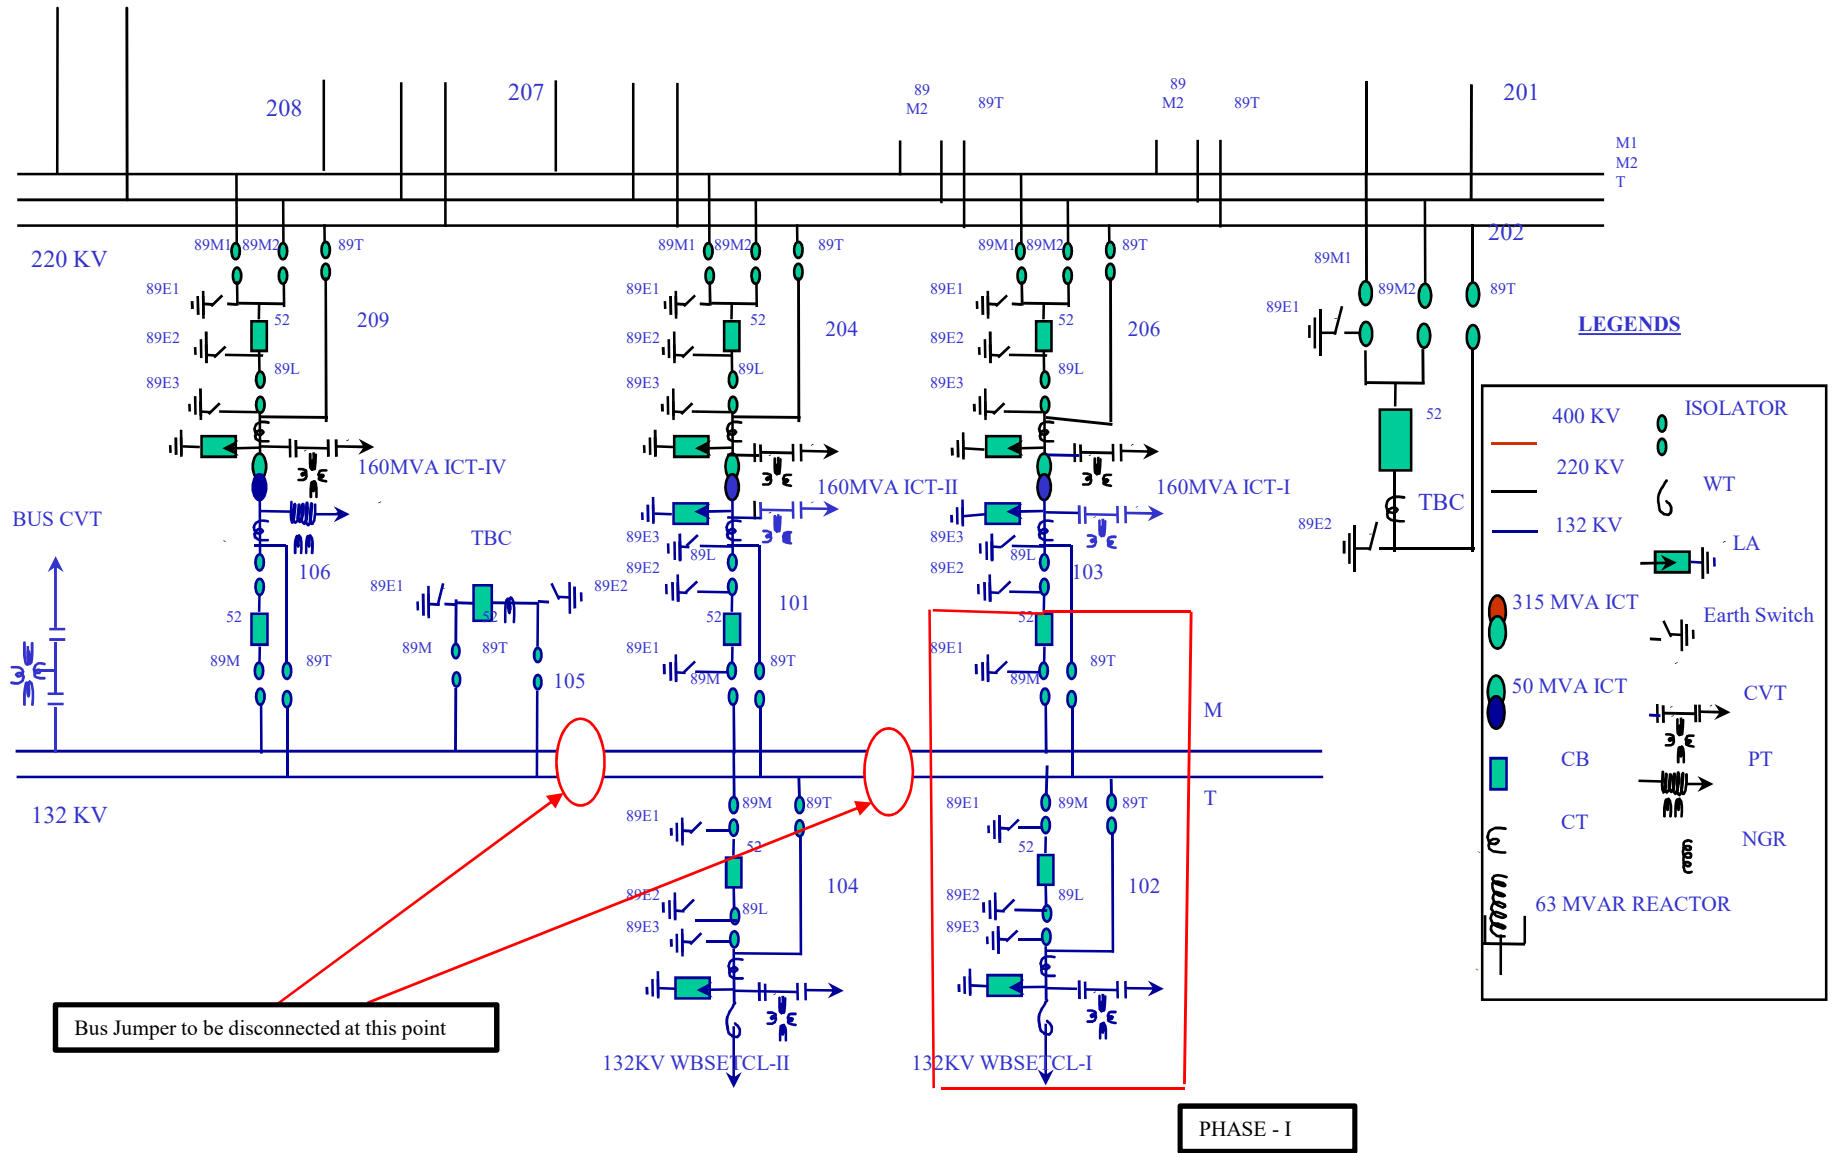 89
M2
89T
89
M2
89T
208
207
201
M1
M2
T
202
220 KV
89M1
89M2
89T
89E1
52
209
89E2
89L
89E3
160MVA ICT-IV
106
52
89M
89T
89M1
89M2
89T
89E1
52
204
89E2
89L
89E3
160MVA ICT-II
89E3
89L
89E2
101
52
89E1
89M
89T
89M1
89M2
89T
89E1
52
206
89E2
89L
89E3
160MVA ICT-I
89E3
89L
89E2
103
52
89E1
89M
89T
89M1
89M2
89T
89E1
52
TBC
89E2
BUS CVT
TBC
89E1
89E2
52
89M
89T
105
M
T
132 KV
89M
89T
89E1
52
104
89E2
89L
89E3
132KV WBSETCL-II
89E1
89M
89T
52
102
89E2
89L
89E3
132KV WBSETCL-I
Bus Jumper to be disconnected at this point
PHASE - I
LEGENDS
400 KV
ISOLATOR
220 KV
WT
132 KV
LA
315 MVA ICT
Earth Switch
50 MVA ICT
CVT
CB
PT
CT
NGR
63 MVAR REACTOR